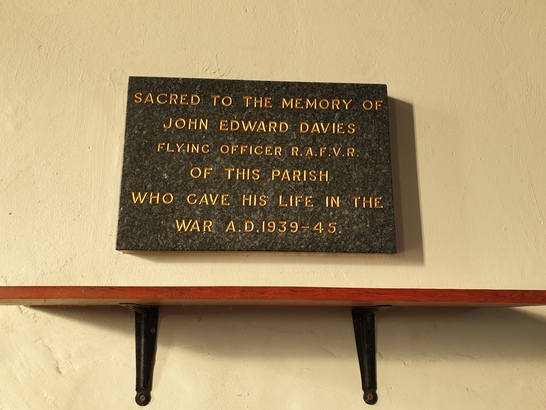 SACRED TO THE MEMORY OF
JOHN EDWARD DAVIES
FLYING OFFICER R.A.F.V.R.
OF THIS PARISH
WHO GAVE HIS LIFE IN THE
WAR A.D.1939-45.